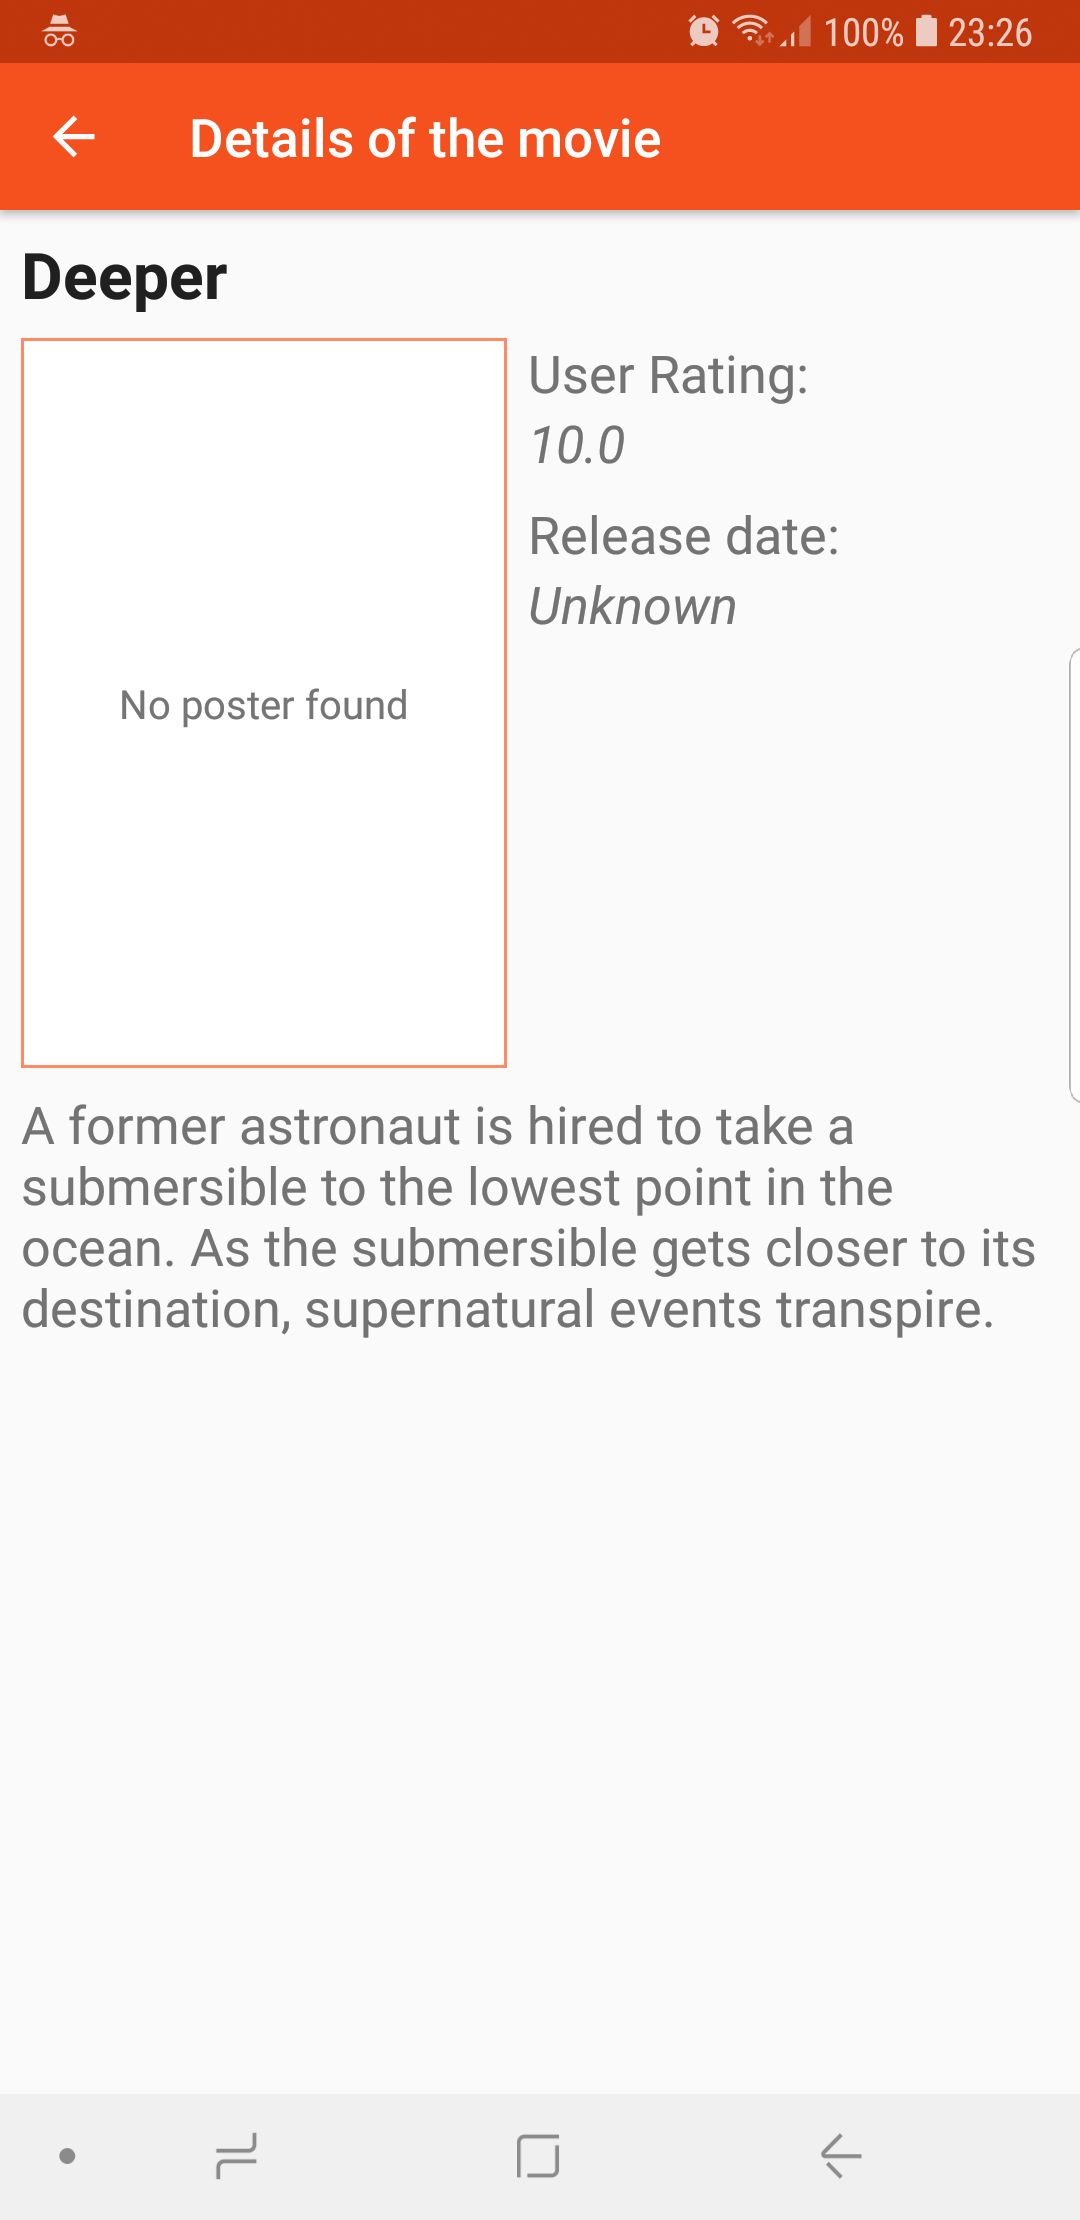 100% 23:26
Details of the movie
Deeper
User Rating:
10.0
Release date:
Unknown
No poster found
A former astronaut is hired to take a
submersible to the lowest point in the
ocean. As the submersible gets closer to its
destination, supernatural events transpire.